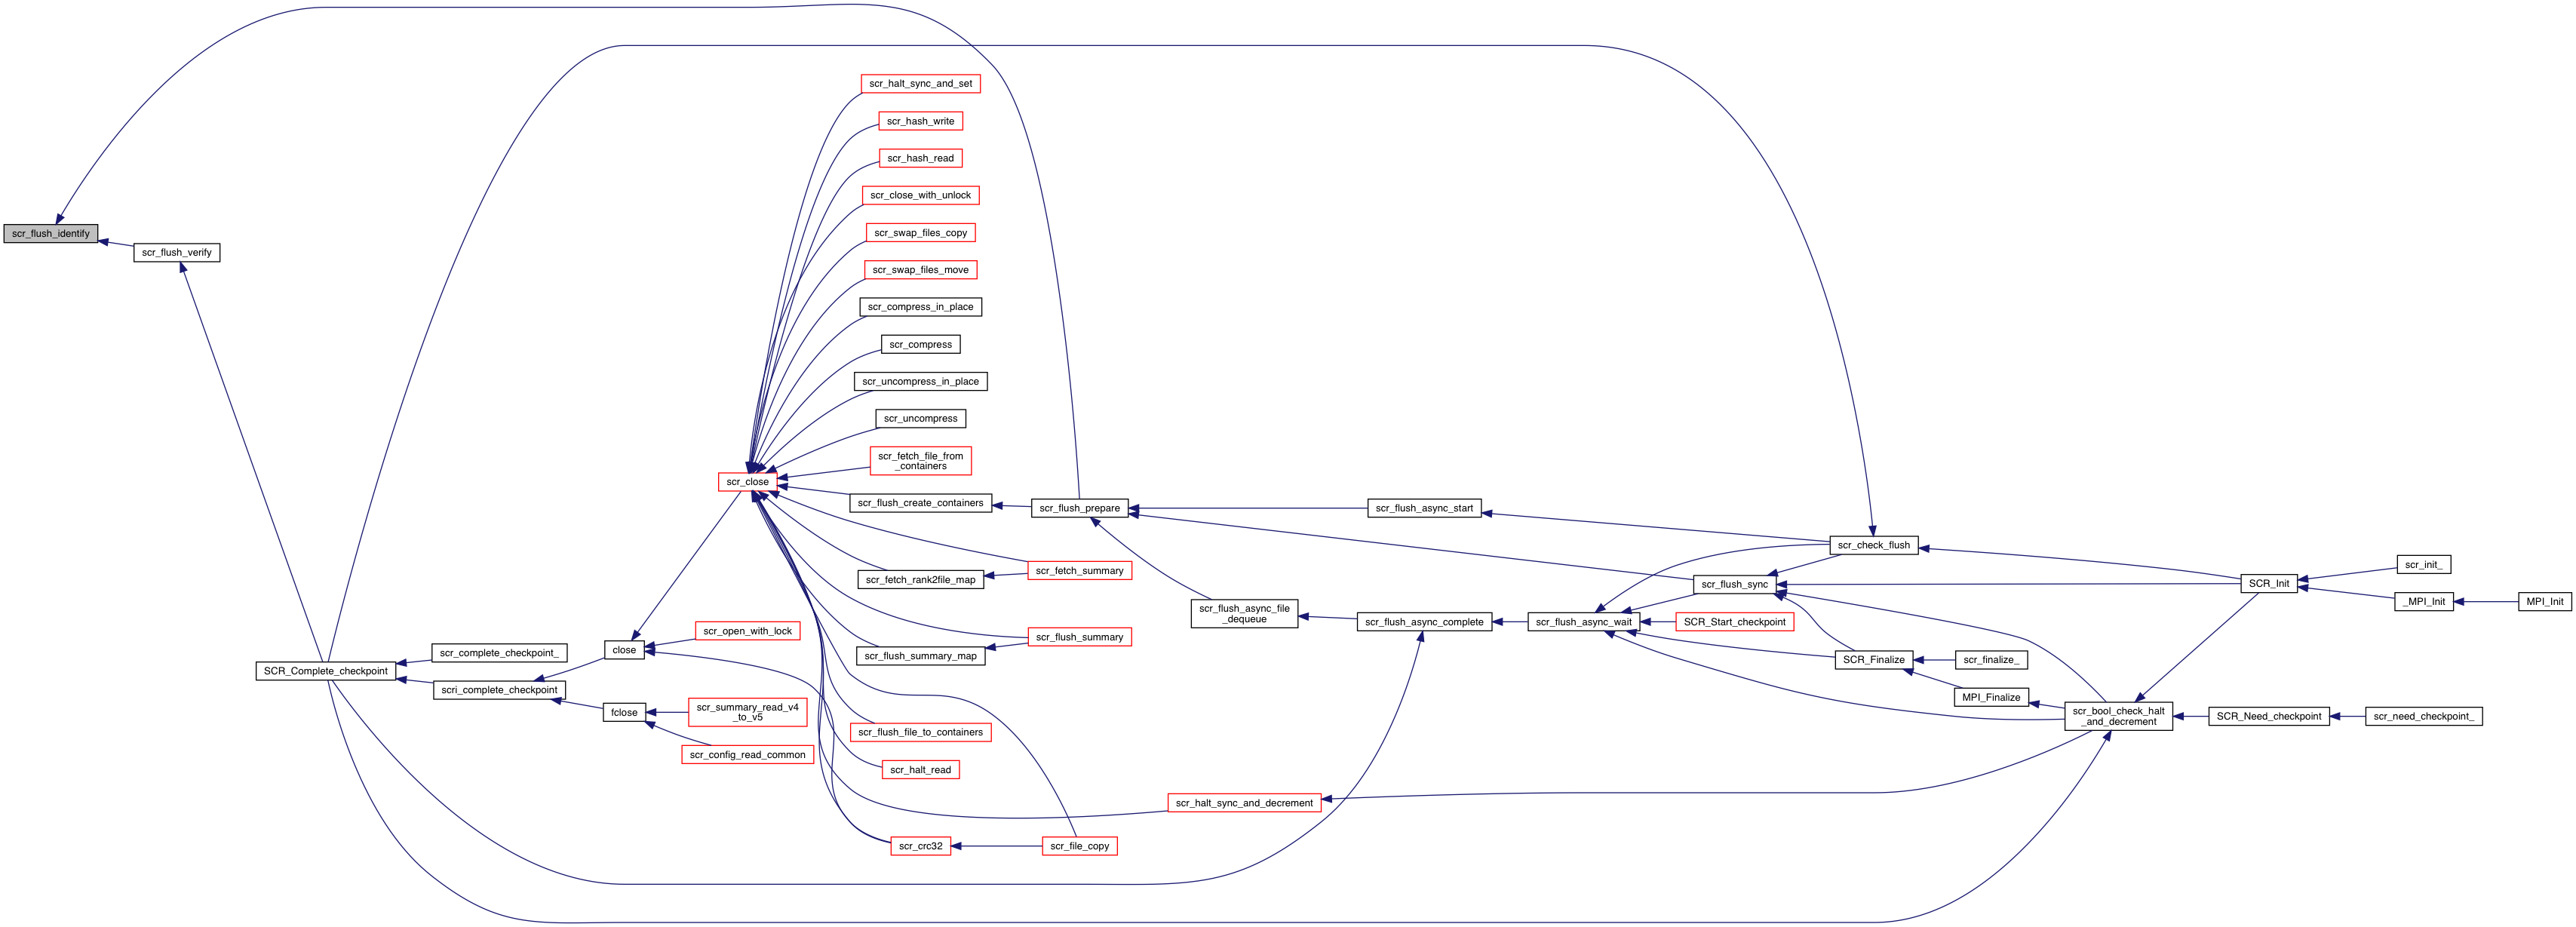 scr_flush_identify
scr_flush_verify
SCR_Complete_checkpoint
scr_complete_checkpoint_
scri_complete_checkpoint
close
fclose
scr_open_with_lock
scr_summary_read_v4
_to_v5
scr_config_read_common
scr_close
scr_halt_sync_and_set
scr_hash_write
scr_hash_read
scr_close_with_unlock
scr_swap_files_copy
scr_swap_files_move
scr_compress_in_place
scr_compress
scr_uncompress_in_place
scr_uncompress
scr_fetch_file_from
_containers
scr_flush_create_containers
scr_fetch_rank2file_map
scr_flush_summary_map
scr_flush_file_to_containers
scr_halt_read
scr_crc32
scr_flush_prepare
scr_fetch_summary
scr_flush_summary
scr_file_copy
scr_flush_async_file
_dequeue
scr_halt_sync_and_decrement
scr_flush_async_start
scr_flush_async_complete
scr_flush_async_wait
scr_flush_sync
SCR_Start_checkpoint
scr_check_flush
SCR_Finalize
scr_finalize_
MPI_Finalize
scr_bool_check_halt
_and_decrement
SCR_Init
SCR_Need_checkpoint
scr_init_
_MPI_Init
MPI_Init
scr_need_checkpoint_